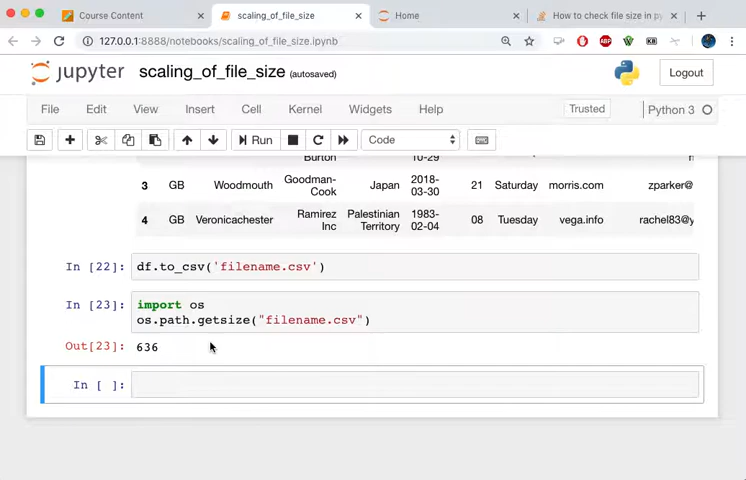 Course Content
scaling_of_file_size
Home
How to check file size in py
127.0.0.1:8888/notebooks/scaling_of_file_size.ipynb
ABP
jupyter scaling_of_file_size (autosaved)
Logout
File Edit View Insert Cell Kernel Widgets Help
Trusted
Python 3
Run
Code
Burton 10-29
3 GB Woodmouth Goodman-Cook Japan 2018-03-30 21 Saturday morris.com zparker@
4 GB Veronicachester Ramirez Inc Palestinian Territory 1983-02-04 08 Tuesday vega.info rachel83@y
In [22]: df.to_csv('filename.csv')
In [23]: import os
os.path.getsize("filename.csv")
Out[23]: 636
In [ ]: